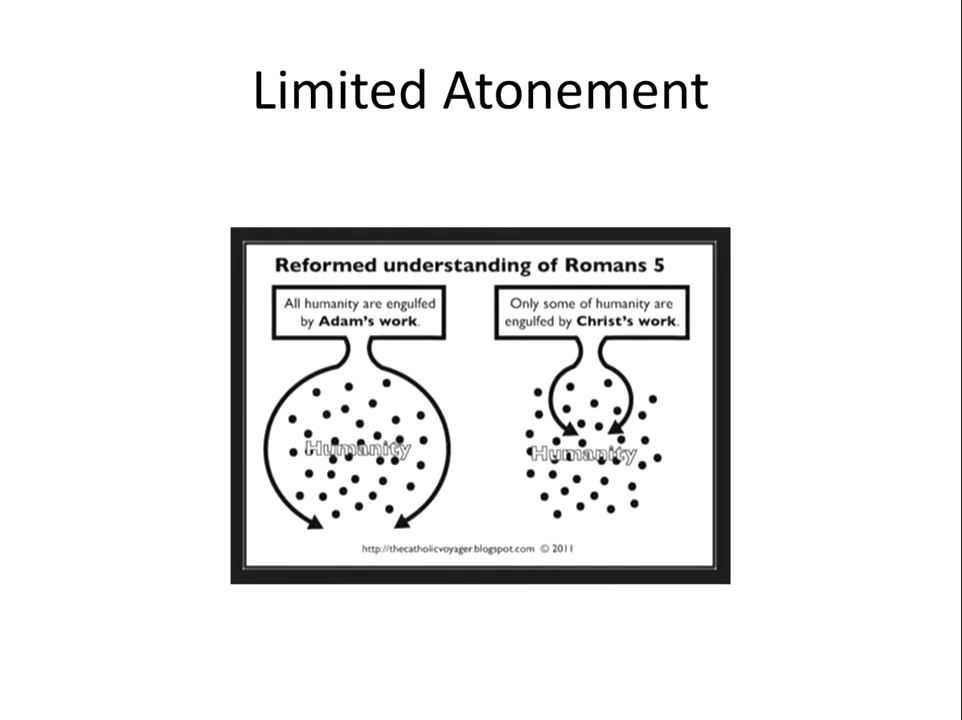 Limited Atonement
Reformed understanding of Romans 5
All humanity are engulfed
by Adam's work.
Only some of humanity are
engulfed by Christ's work.
Humanity
Humanity
http://thecatholicvoyager.blogspot.com © 2011